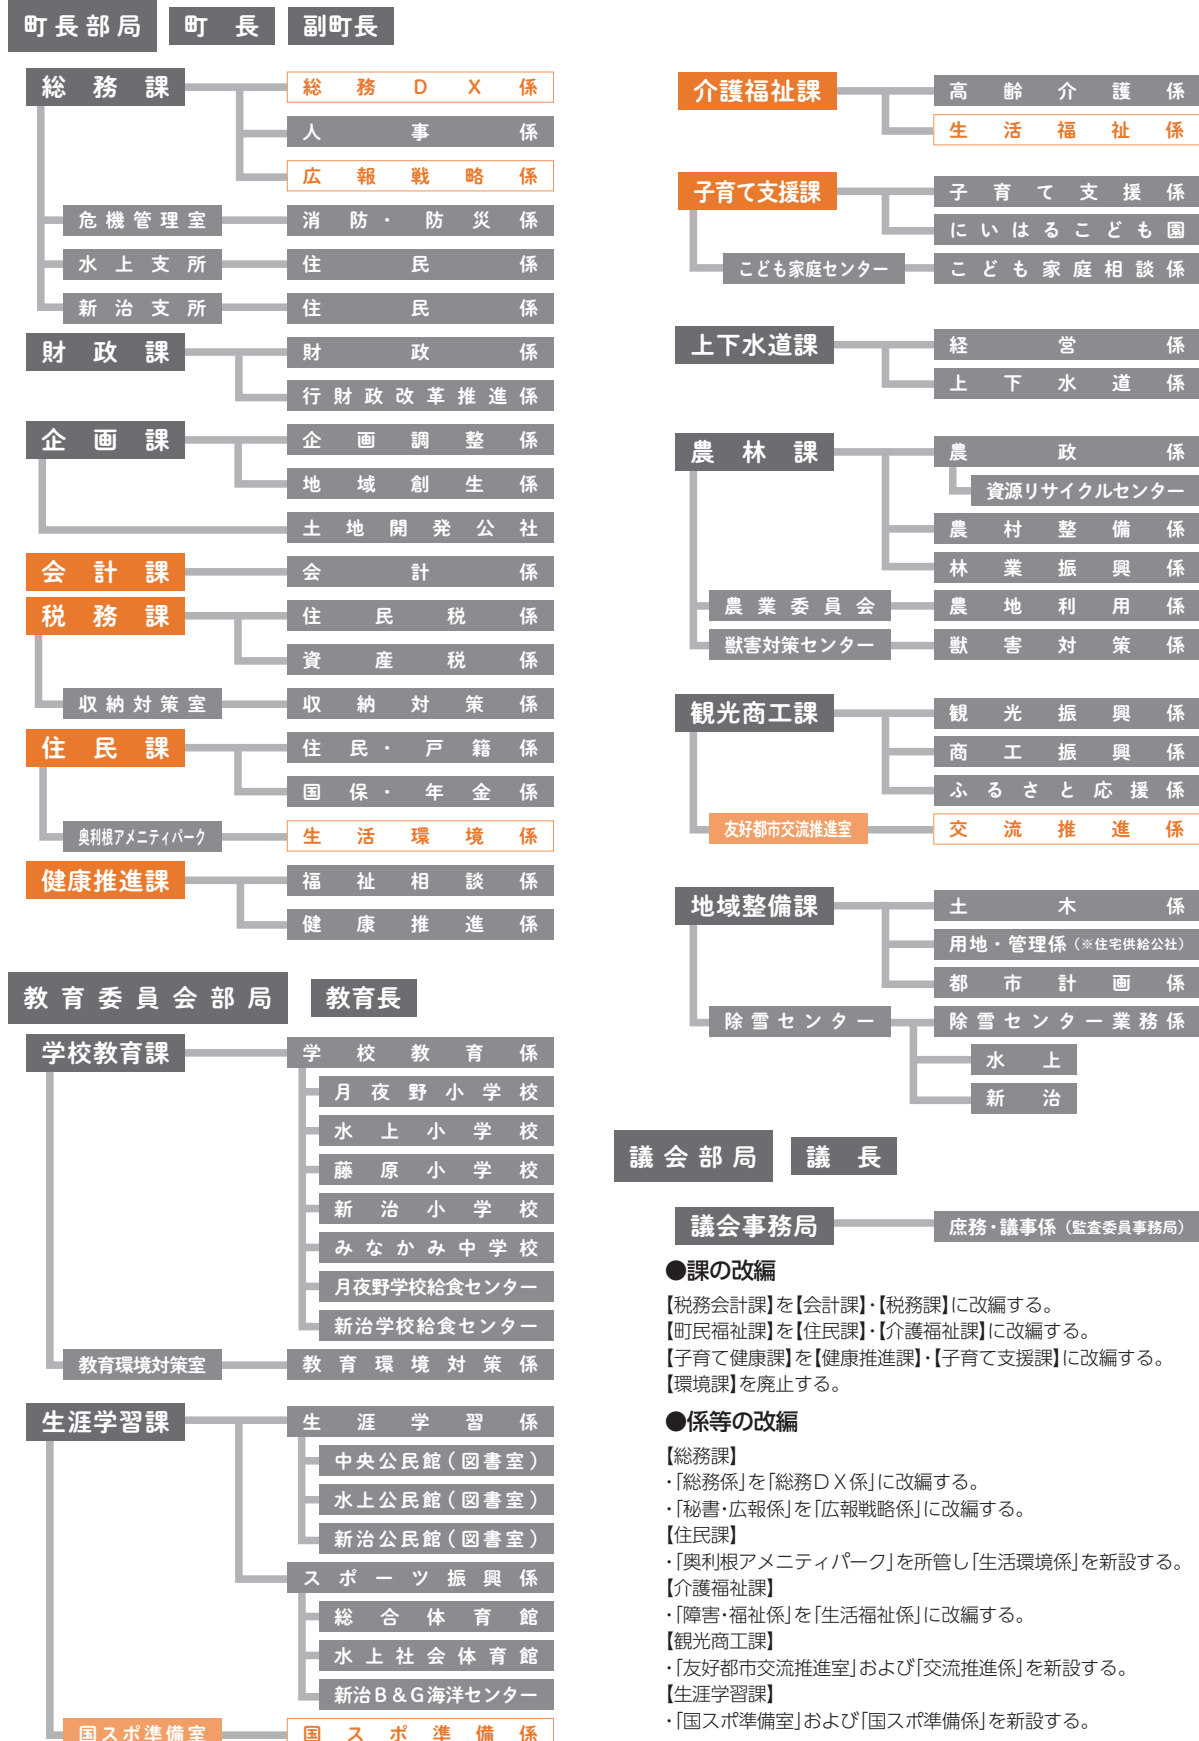 町長部局 町長 副町長
総務課 総務DX係
人事係
広報戦略係
危機管理室 消防・防災係
水上支所 住民係
新治支所 住民係
財政課 財政係
行財政改革推進係
企画課 企画調整係
地域創生係
土地開発公社
会計課 会計係
税務課 住民税係
資産税係
収納対策室 収納対策係
住民課 住民・戸籍係
国保・年金係
奥利根アメニティパーク 生活環境係
健康推進課 福祉相談係
健康推進係
介護福祉課 高齢介護係
生活福祉係
子育て支援課 子育て支援係
にいはるこども園
こども家庭センター こども家庭相談係
上下水道課 経営係
上下水道係
農林課 農政係
資源リサイクルセンター
農村整備係
林業振興係
農業委員会 農地利用係
獣害対策センター 獣害対策係
観光商工課 観光振興係
商工振興係
ふるさと応援係
友好都市交流推進室 交流推進係
地域整備課 土木係
用地・管理係(※住宅供給公社)
都市計画係
除雪センター 除雪センター業務係
水上
新治
教育委員会部局 教育長
学校教育課 学校教育係
月夜野小学校
水上小学校
藤原小学校
新治小学校
みなかみ中学校
月夜野学校給食センター
新治学校給食センター
教育環境対策室 教育環境対策係
生涯学習課 生涯学習係
中央公民館(図書室)
水上公民館(図書室)
新治公民館(図書室)
スポーツ振興係
総合体育館
水上社会体育館
新治B&G海洋センター
国スポ準備室 国スポ準備係
議会部局 議長
議会事務局 庶務・議事係(監査委員事務局)
●課の改編
【税務会計課】を【会計課】・【税務課】に改編する。
【町民福祉課】を【住民課】・【介護福祉課】に改編する。
【子育て健康課】を【健康推進課】・【子育て支援課】に改編する。
【環境課】を廃止する。
●係等の改編
【総務課】
・「総務係」を「総務DX係」に改編する。
・「秘書・広報係」を「広報戦略係」に改編する。
【住民課】
・「奥利根アメニティパーク」を所管し「生活環境係」を新設する。
【介護福祉課】
・「障害・福祉係」を「生活福祉係」に改編する。
【観光商工課】
・「友好都市交流推進室」および「交流推進係」を新設する。
【生涯学習課】
・「国スポ準備室」および「国スポ準備係」を新設する。